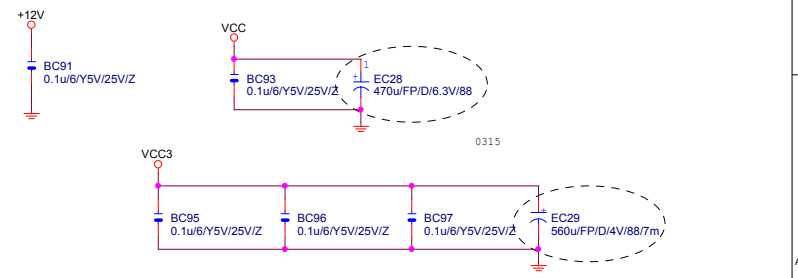 +12V
BC91
0.1u/6/Y5V/25V/Z
VCC
BC93
0.1u/6/Y5V/25V/Z
1
+
EC28
470u/FP/D/6.3V/88
0315
VCC3
BC95
0.1u/6/Y5V/25V/Z
BC96
0.1u/6/Y5V/25V/Z
BC97
0.1u/6/Y5V/25V/Z
+
EC29
560u/FP/D/4V/88/7m
A